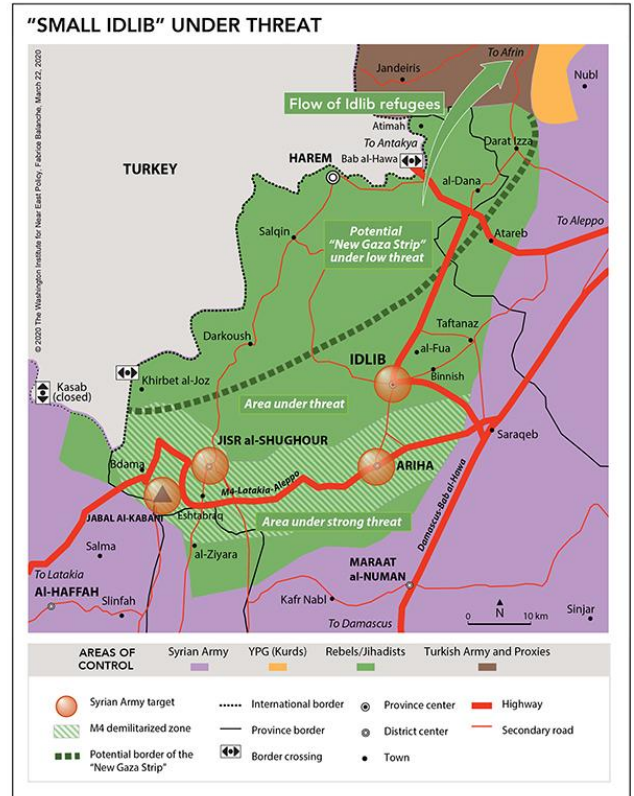 "SMALL IDLIB" UNDER THREAT
© 2020 The Washington Institute for Near East Policy, Fabrice Balanche, March 22, 2020
To Afrin
Jandeiris
Nubl
Flow of Idlib refugees
Atimah
To Antakya
Darat Izza
TURKEY
HAREM
Bab al-Hawa
al-Dana
To Aleppo
Salqin
Potential
"New Gaza Strip"
under low threat
Atareb
Taftanaz
Darkoush
IDLIB
al-Fua
Binnish
Kasab
(closed)
Khirbet al-Joz
Area under threat
Saraqeb
JISR al-SHUGHOUR
Bdama
ARIHA
M4-Latakia-Aleppo
Damascus-Bab al-Hawa
JABAL AL-KABANI
Eshtabraq
Area under strong threat
Salma
al-Ziyara
MARAAT
al-NUMAN
To Latakia
AL-HAFFAH
Slinfah
Kafr Nabl
N
Sinjar
To Damascus
0 10 km
AREAS OF
CONTROL
Syrian Army
YPG (Kurds)
Rebels/Jihadists
Turkish Army and Proxies
Syrian Army target
International border
Province center
Highway
M4 demilitarized zone
Province border
District center
Secondary road
Potential border of the
"New Gaza Strip"
Border crossing
Town